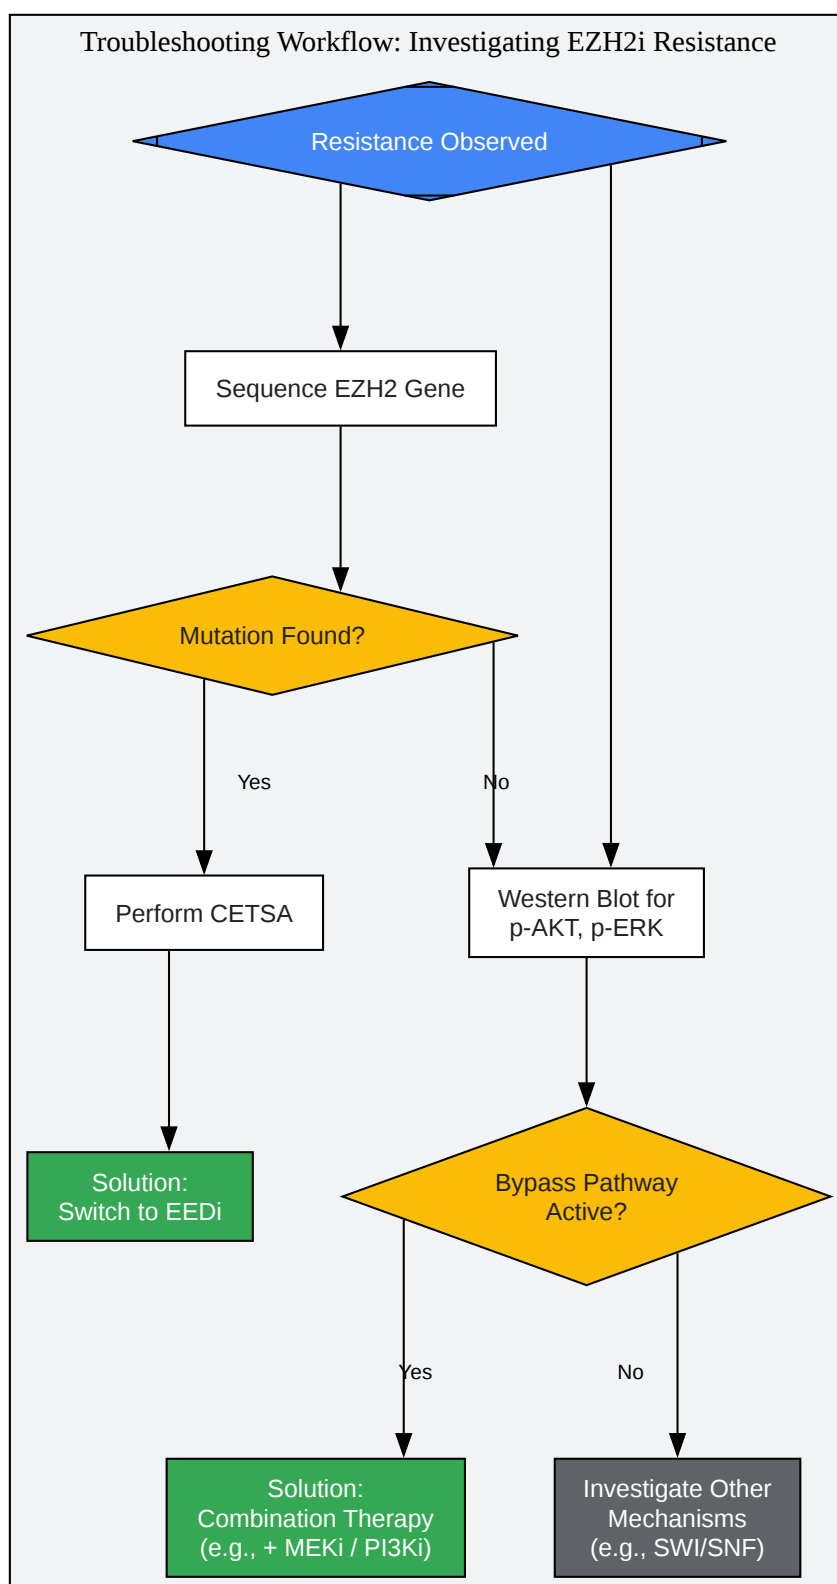 Troubleshooting Workflow: Investigating EZH2i Resistance
Resistance Observed
Sequence EZH2 Gene
Mutation Found?
Yes
No
Perform CETSA
Western Blot for
p-AKT, p-ERK
Solution:
Switch to EEDi
Bypass Pathway
Active?
Yes
No
Solution:
Combination Therapy
(e.g., + MEKi / PI3Ki)
Investigate Other
Mechanisms
(e.g., SWI/SNF)